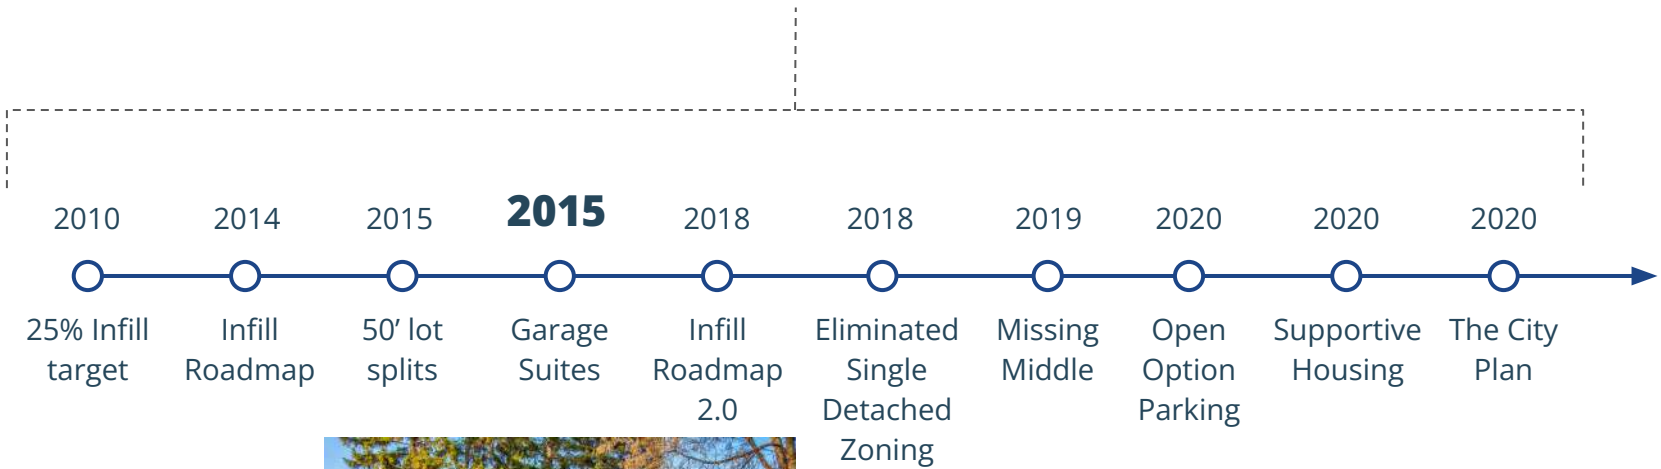 2010
25% Infill
target
2014
Infill
Roadmap
2015
50’ lot
splits
2015
Garage
Suites
2018
Infill
Roadmap
2.0
2018
Eliminated
Single
Detached
Zoning
2019
Missing
Middle
2020
Open
Option
Parking
2020
Supportive
Housing
2020
The City
Plan